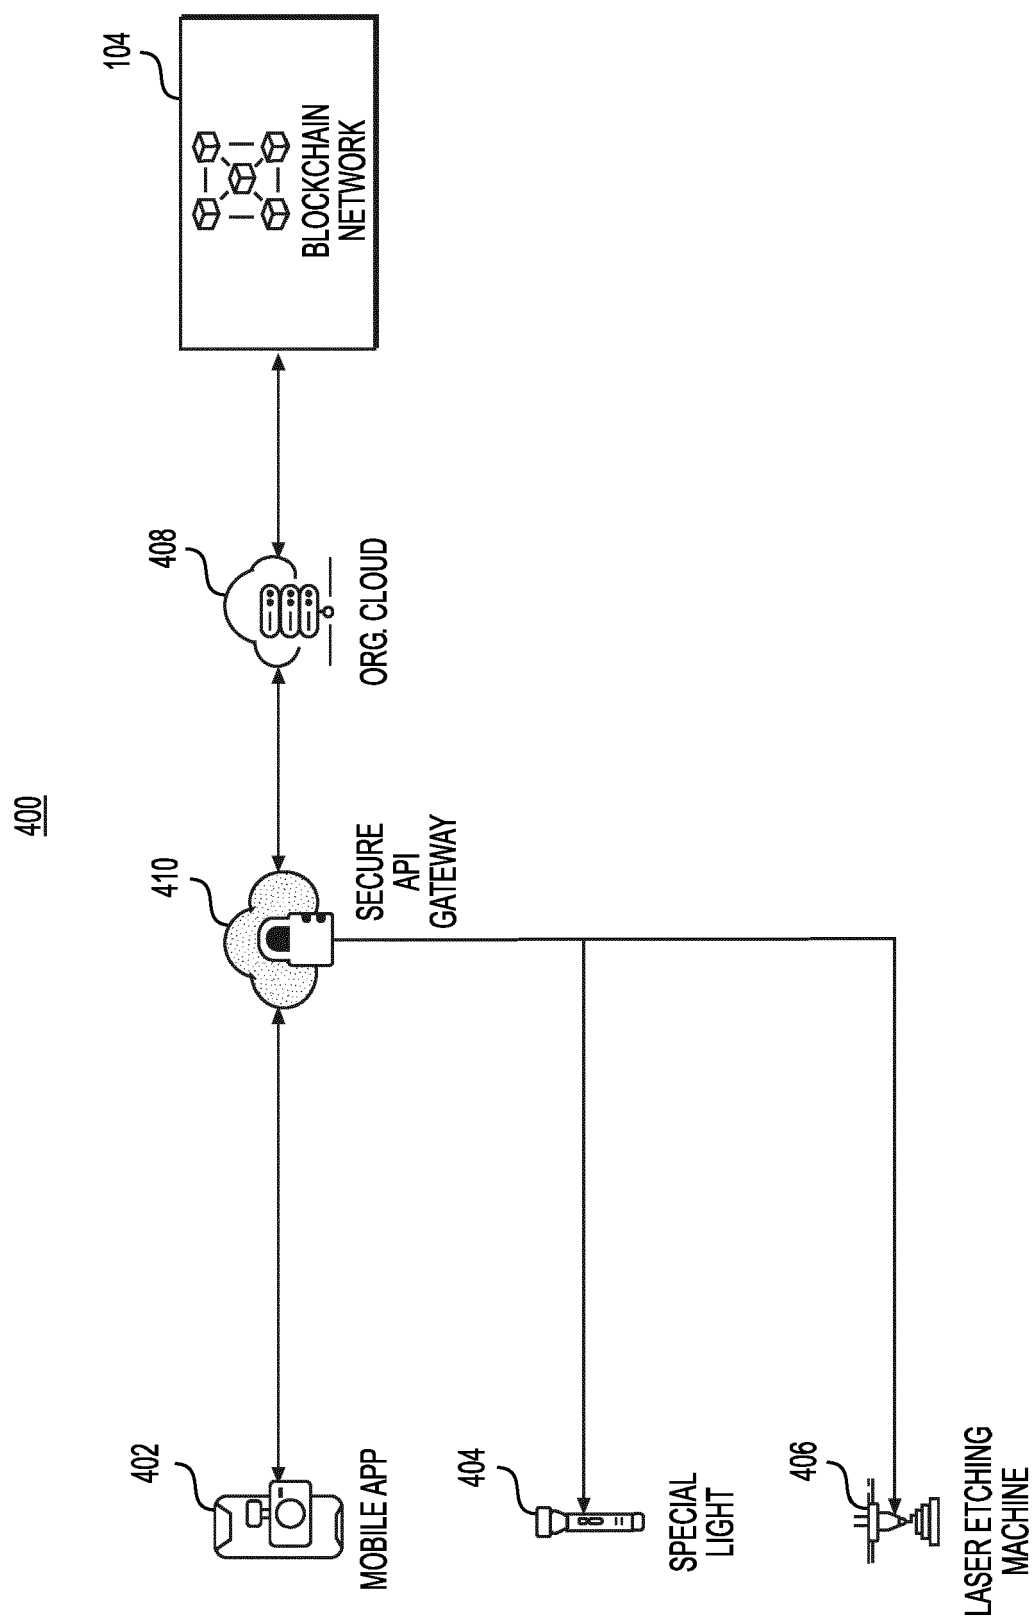 400
104
BLOCKCHAIN
NETWORK
408
ORG. CLOUD
410
SECURE
API
GATEWAY
402
MOBILE APP
404
SPECIAL
LIGHT
406
LASER ETCHING
MACHINE